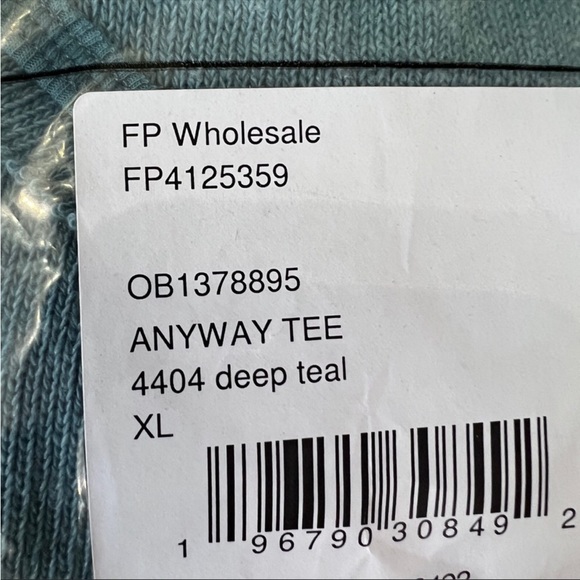 FP Wholesale
FP4125359
OB1378895
ANYWAY TEE
4404 deep teal
XL
1 96790 30849 2